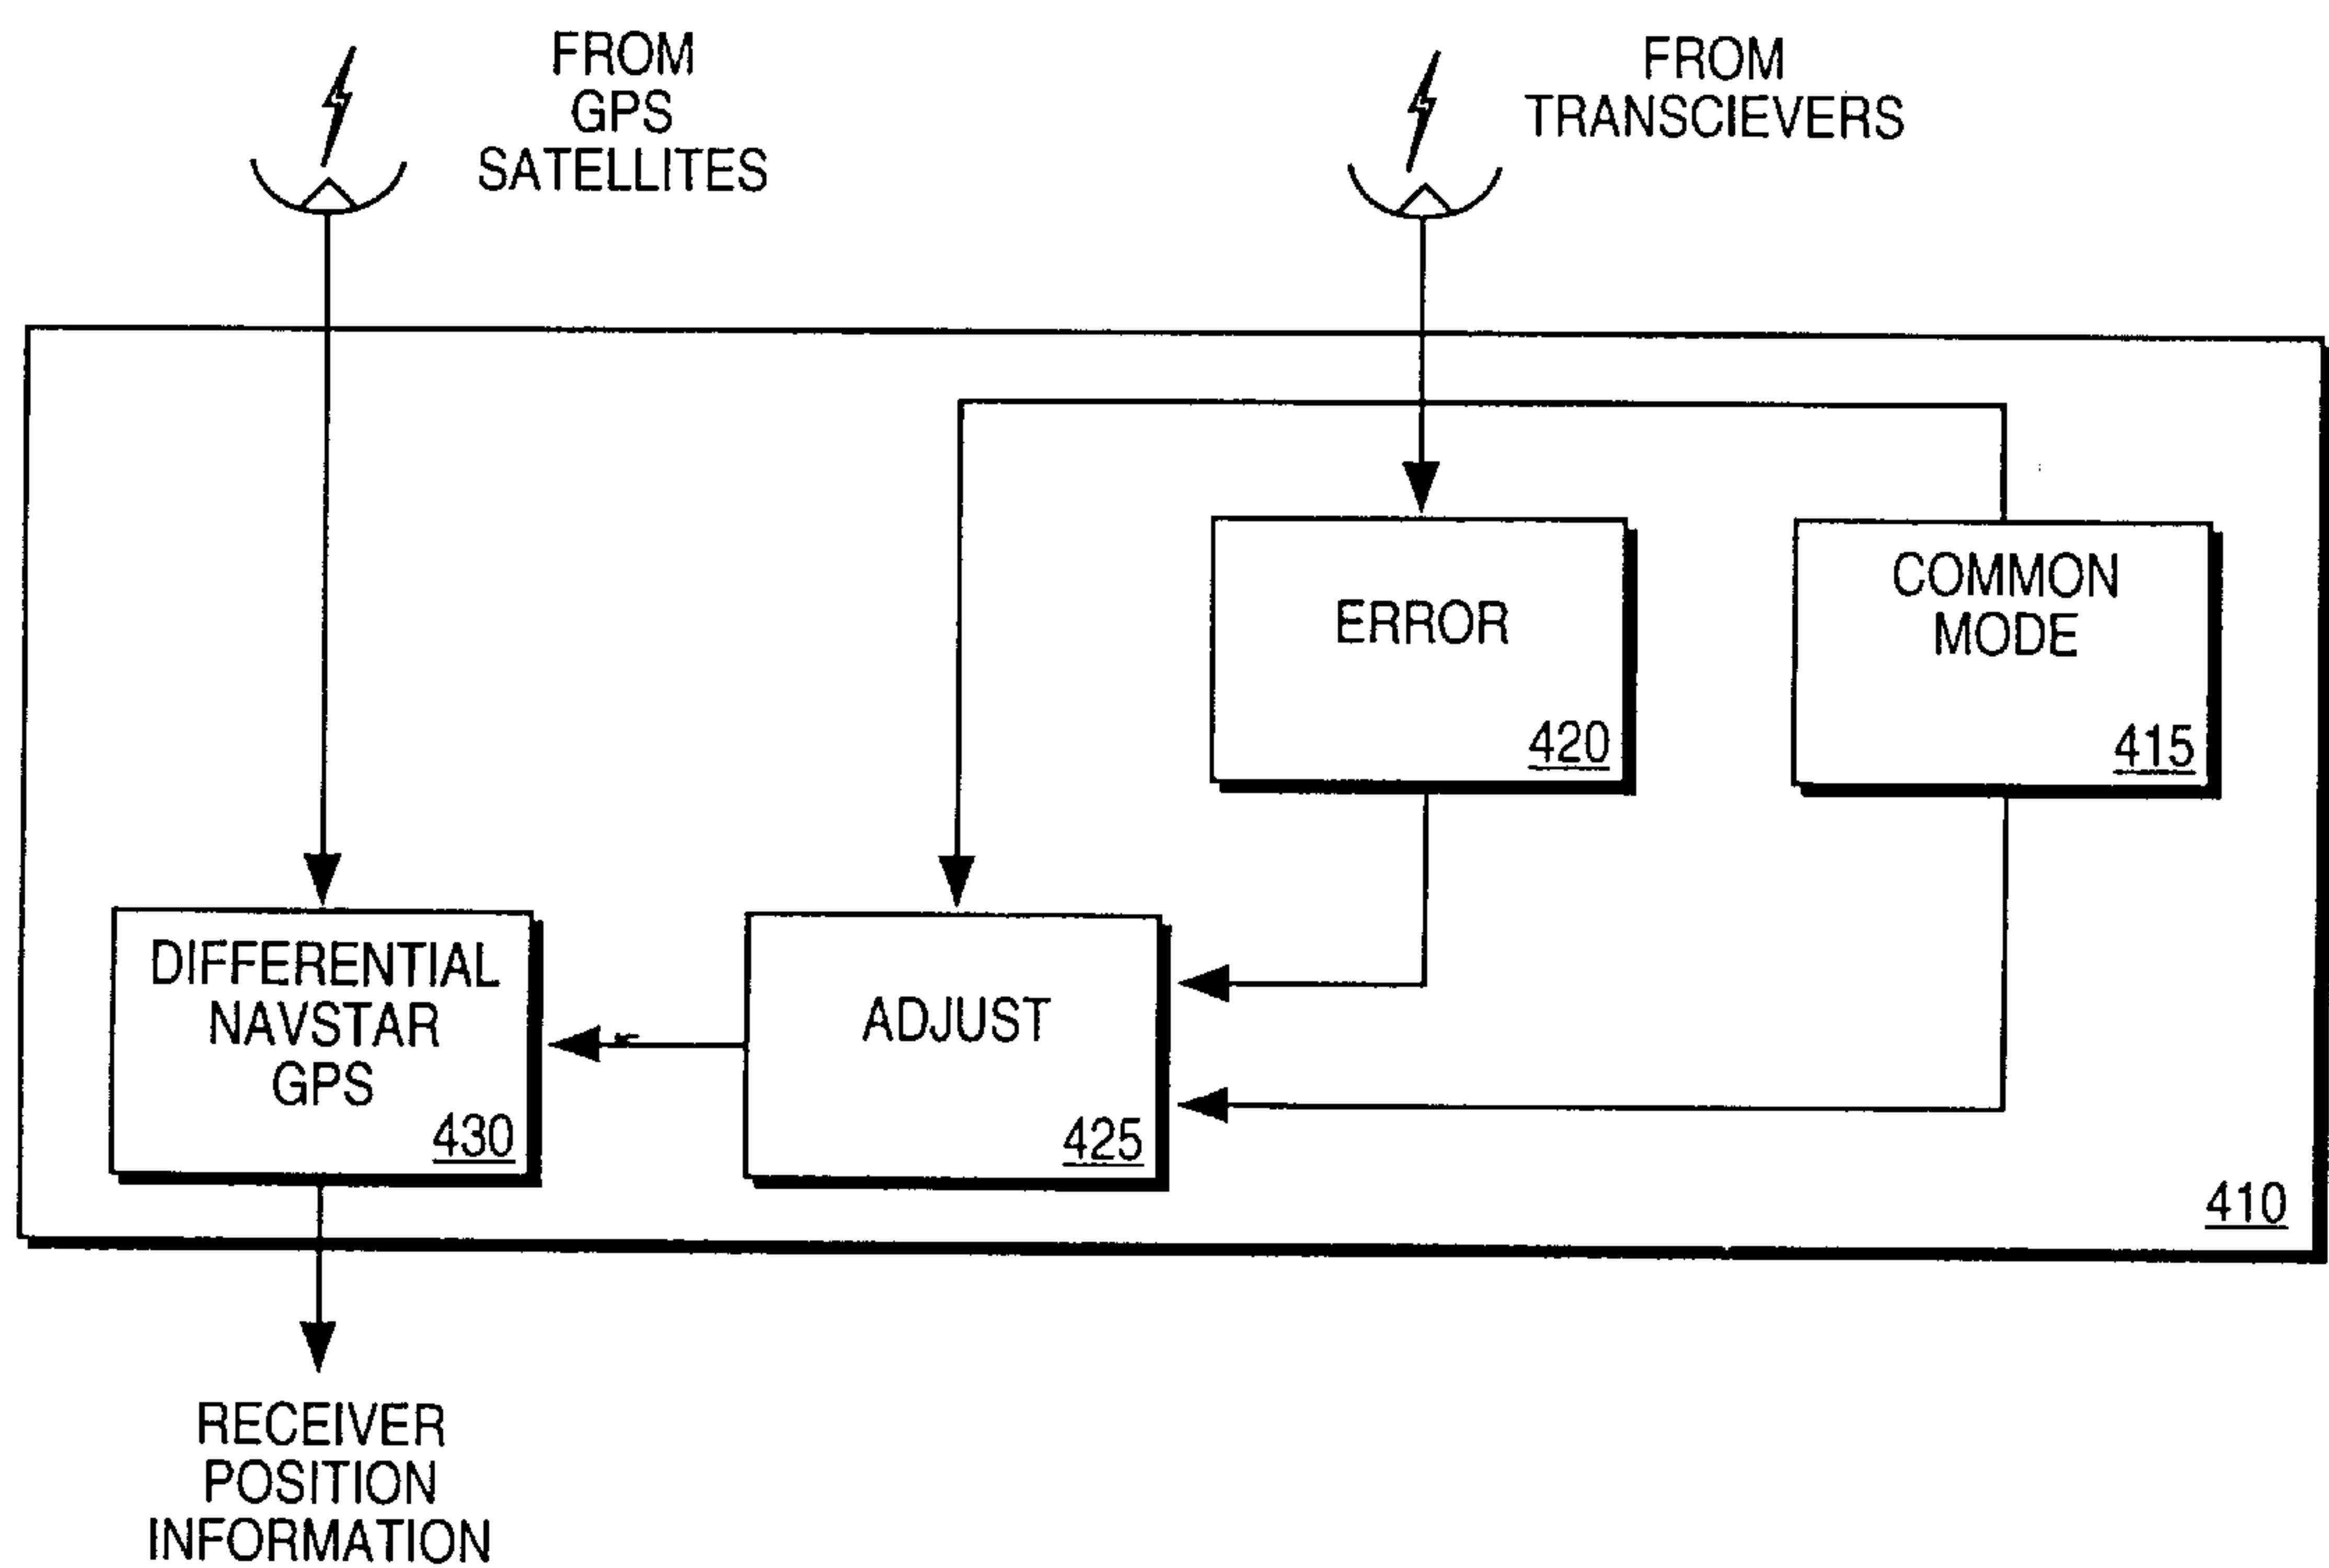 FROM
GPS
SATELLITES
FROM
TRANSCIEVERS
ERROR
420
COMMON
MODE
415
DIFFERENTIAL
NAVSTAR
GPS
430
ADJUST
425
410
RECEIVER
POSITION
INFORMATION